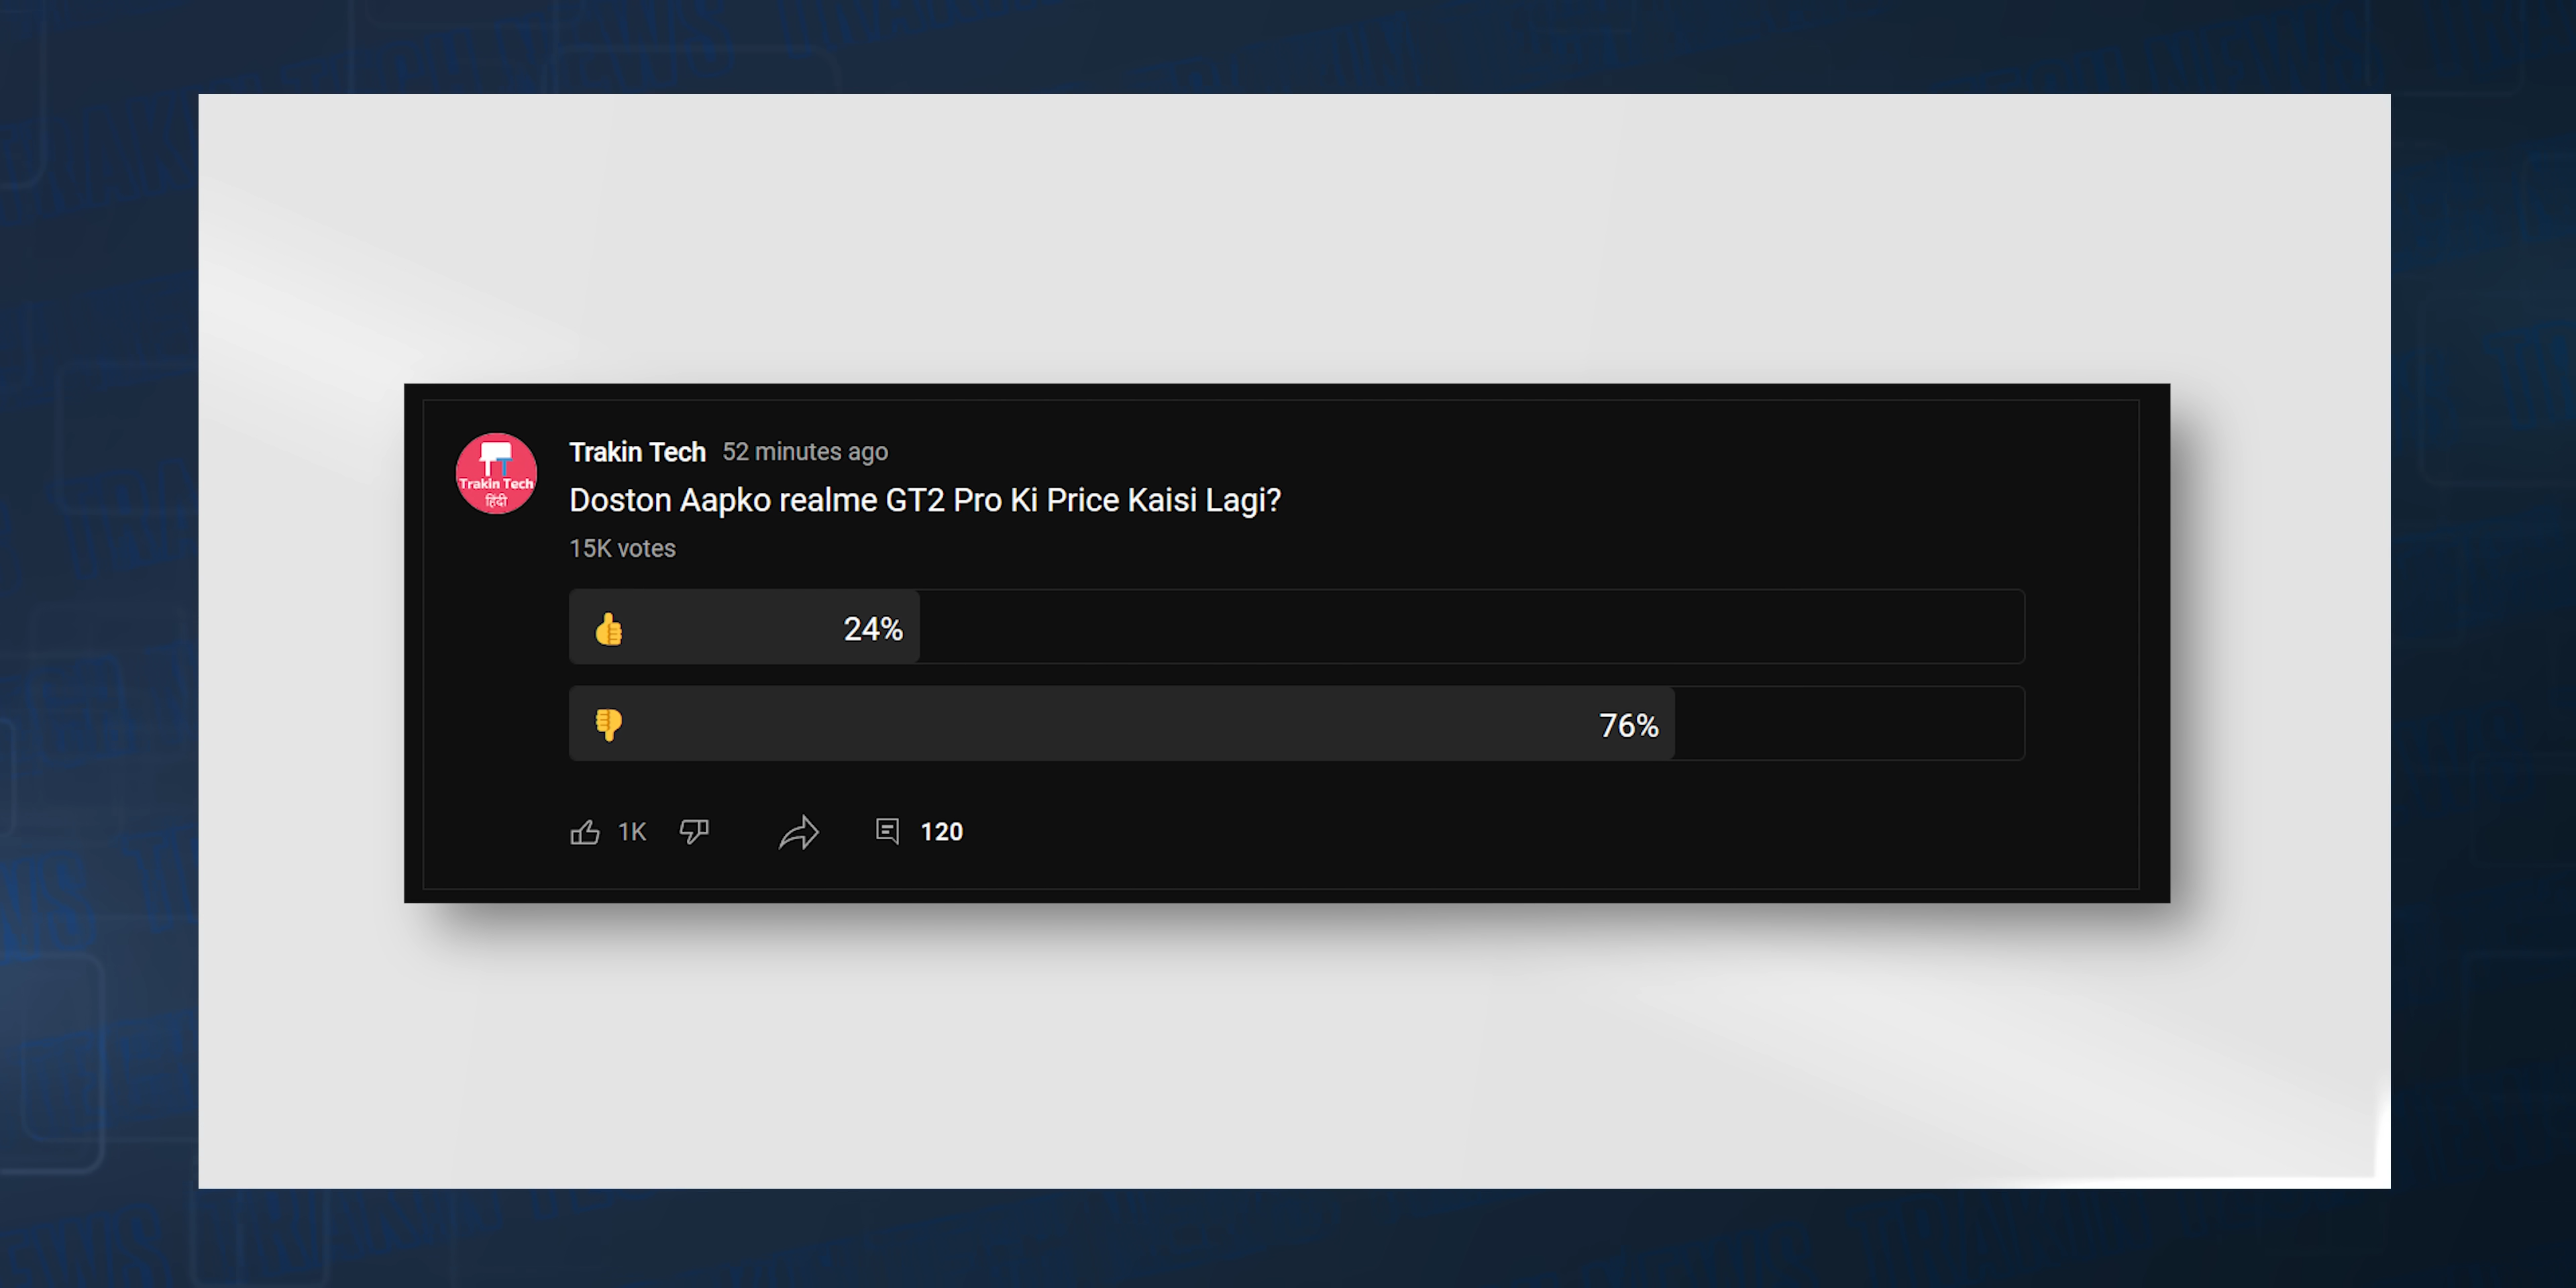 Trakin Tech 52 minutes ago
Trakin Tech
हिंदी
Doston Aapko realme GT2 Pro Ki Price Kaisi Lagi?
15K votes
👍 24%
👎 76%
1K 120